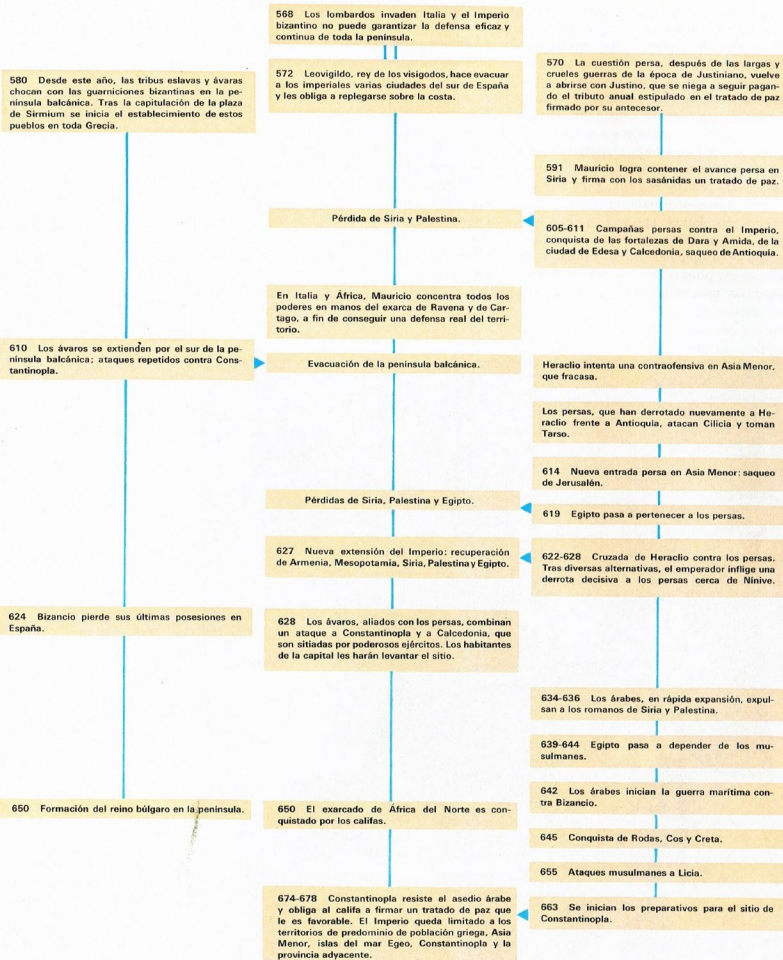 568 Los lombardos invaden Italia y el Imperio
bizantino no puede garantizar la defensa eficaz y
continua de toda la península.
580 Desde este año, las tribus eslavas y ávaras
chocan con las guarniciones bizantinas en la pe-
nínsula balcánica. Tras la capitulación de la plaza
de Sirmium se inicia el establecimiento de estos
pueblos en toda Grecia.
572 Leovigildo, rey de los visigodos, hace evacuar
a los imperiales varias ciudades del sur de España
y les obliga a replegarse sobre la costa.
570 La cuestión persa, después de las largas y
crueles guerras de la época de Justiniano, vuelve
a abrirse con Justino, que se niega a seguir pagan-
do el tributo anual estipulado en el tratado de paz
firmado por su antecesor.
591 Mauricio logra contener el avance persa en
Siria y firma con los sasánidas un tratado de paz.
Pérdida de Siria y Palestina.
605-611 Campañas persas contra el Imperio,
conquista de las fortalezas de Dara y Amida, de la
ciudad de Edesa y Calcedonia, saqueo de Antioquía.
En Italia y África, Mauricio concentra todos los
poderes en manos del exarca de Ravena y de Car-
tago, a fin de conseguir una defensa real del terri-
torio.
610 Los ávaros se extienden por el sur de la pe-
nínsula balcánica; ataques repetidos contra Cons-
tantinopla.
Evacuación de la península balcánica.
Heraclio intenta una contraofensiva en Asia Menor,
que fracasa.
Los persas, que han derrotado nuevamente a He-
raclio frente a Antioquía, atacan Cilicia y toman
Tarso.
614 Nueva entrada persa en Asia Menor: saqueo
de Jerusalén.
Pérdidas de Siria, Palestina y Egipto.
619 Egipto pasa a pertenecer a los persas.
627 Nueva extensión del Imperio: recuperación
de Armenia, Mesopotamia, Siria, Palestina y Egipto.
622-628 Cruzada de Heraclio contra los persas.
Tras diversas alternativas, el emperador inflige una
derrota decisiva a los persas cerca de Nínive.
624 Bizancio pierde sus últimas posesiones en
España.
628 Los ávaros, aliados con los persas, combinan
un ataque a Constantinopla y a Calcedonia, que
son sitiadas por poderosos ejércitos. Los habitantes
de la capital les harán levantar el sitio.
634-636 Los árabes, en rápida expansión, expul-
san a los romanos de Siria y Palestina.
639-644 Egipto pasa a depender de los mu-
sulmanes.
650 Formación del reino búlgaro en la península.
650 El exarcado de África del Norte es con-
quistado por los califas.
642 Los árabes inician la guerra marítima con-
tra Bizancio.
645 Conquista de Rodas, Cos y Creta.
655 Ataques musulmanes a Licia.
674-678 Constantinopla resiste el asedio árabe
y obliga al califa a firmar un tratado de paz que
le es favorable. El Imperio queda limitado a los
territorios de predominio de población griega, Asia
Menor, islas del mar Egeo, Constantinopla y la
provincia adyacente.
663 Se inician los preparativos para el sitio de
Constantinopla.